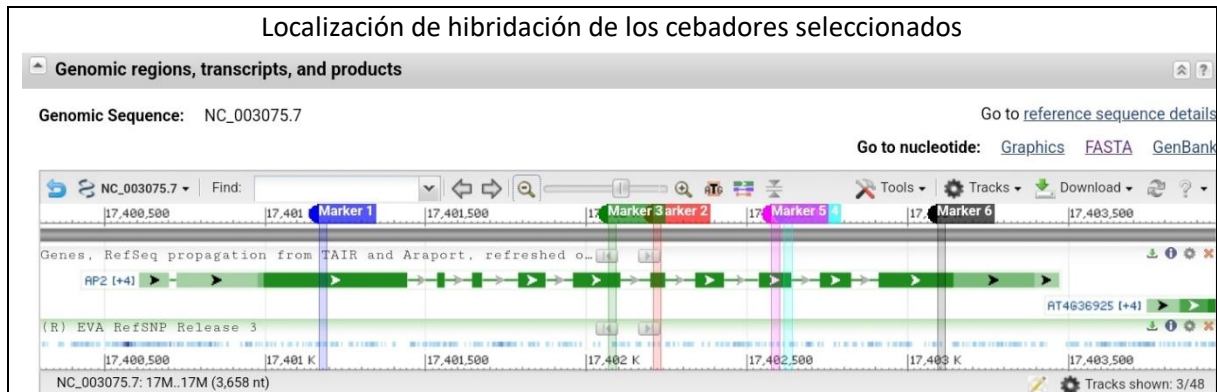 Localización de hibridación de los cebadores seleccionados
Genomic regions, transcripts, and products
Genomic Sequence: NC_003075.7
Go to reference sequence details
Go to nucleotide: Graphics FASTA GenBank
NC_003075.7 Find: Tools Tracks Download ?
17,400,500 17,401 Marker 1 17,401,500 17 Marker 3 arker 2 17 Marker 5 4 17, Marker 6 17,403,500
Genes, RefSeq propagation from TAIR and Araport, refreshed o…
AP2 [+4]
AT4G36925 [+4]
(R) EVA RefSNP Release 3
17,400,500 17,401 K 17,401,500 17,402 K 17,402,500 17,403 K 17,403,500
NC_003075.7: 17M..17M (3,658 nt) Tracks shown: 3/48